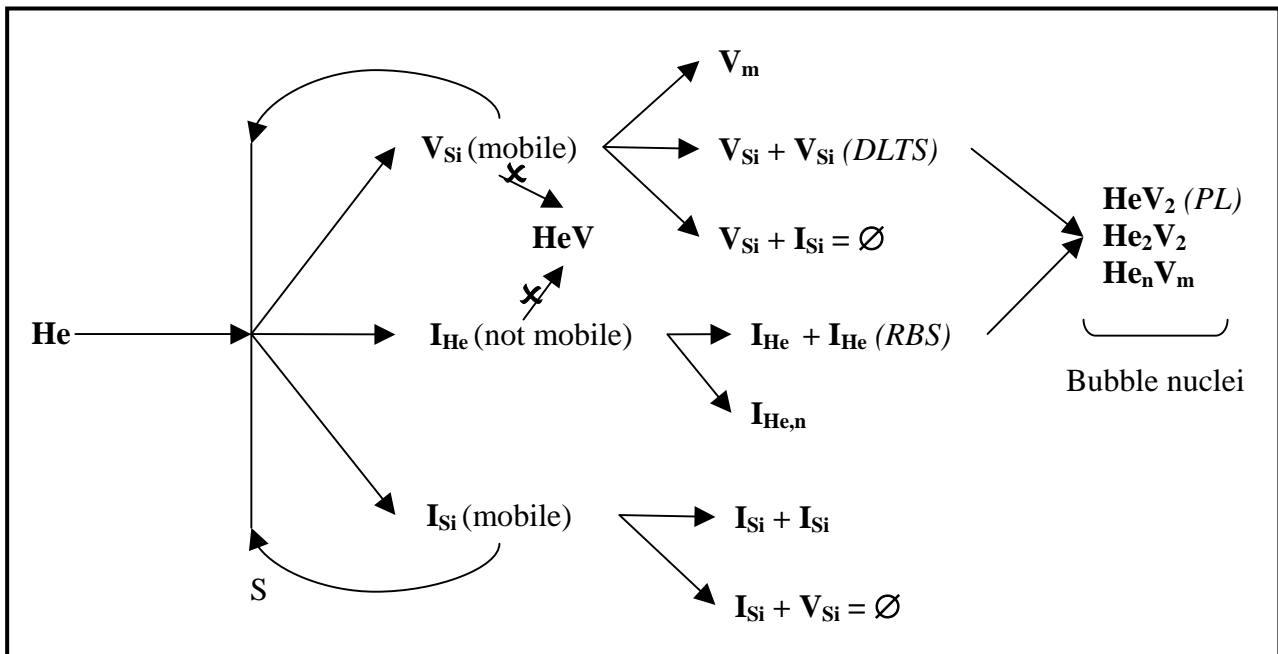 Vm
VSi (mobile)
VSi + VSi (DLTS)
HeV2 (PL)
He2V2
HenVm
HeV
VSi + ISi = ∅
He
IHe (not mobile)
IHe + IHe (RBS)
Bubble nuclei
IHe,n
ISi (mobile)
ISi + ISi
S
ISi + VSi = ∅